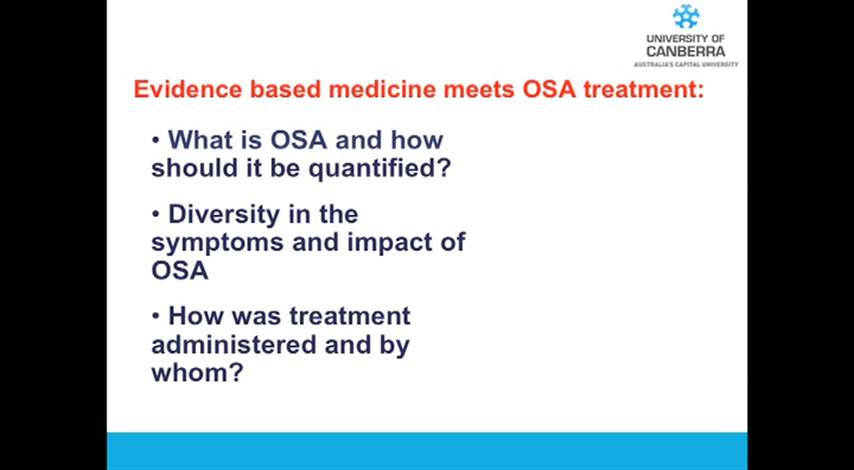 UNIVERSITY OF
CANBERRA
AUSTRALIA'S CAPITAL UNIVERSITY
Evidence based medicine meets OSA treatment:
• What is OSA and how
should it be quantified?
• Diversity in the
symptoms and impact of
OSA
• How was treatment
administered and by
whom?